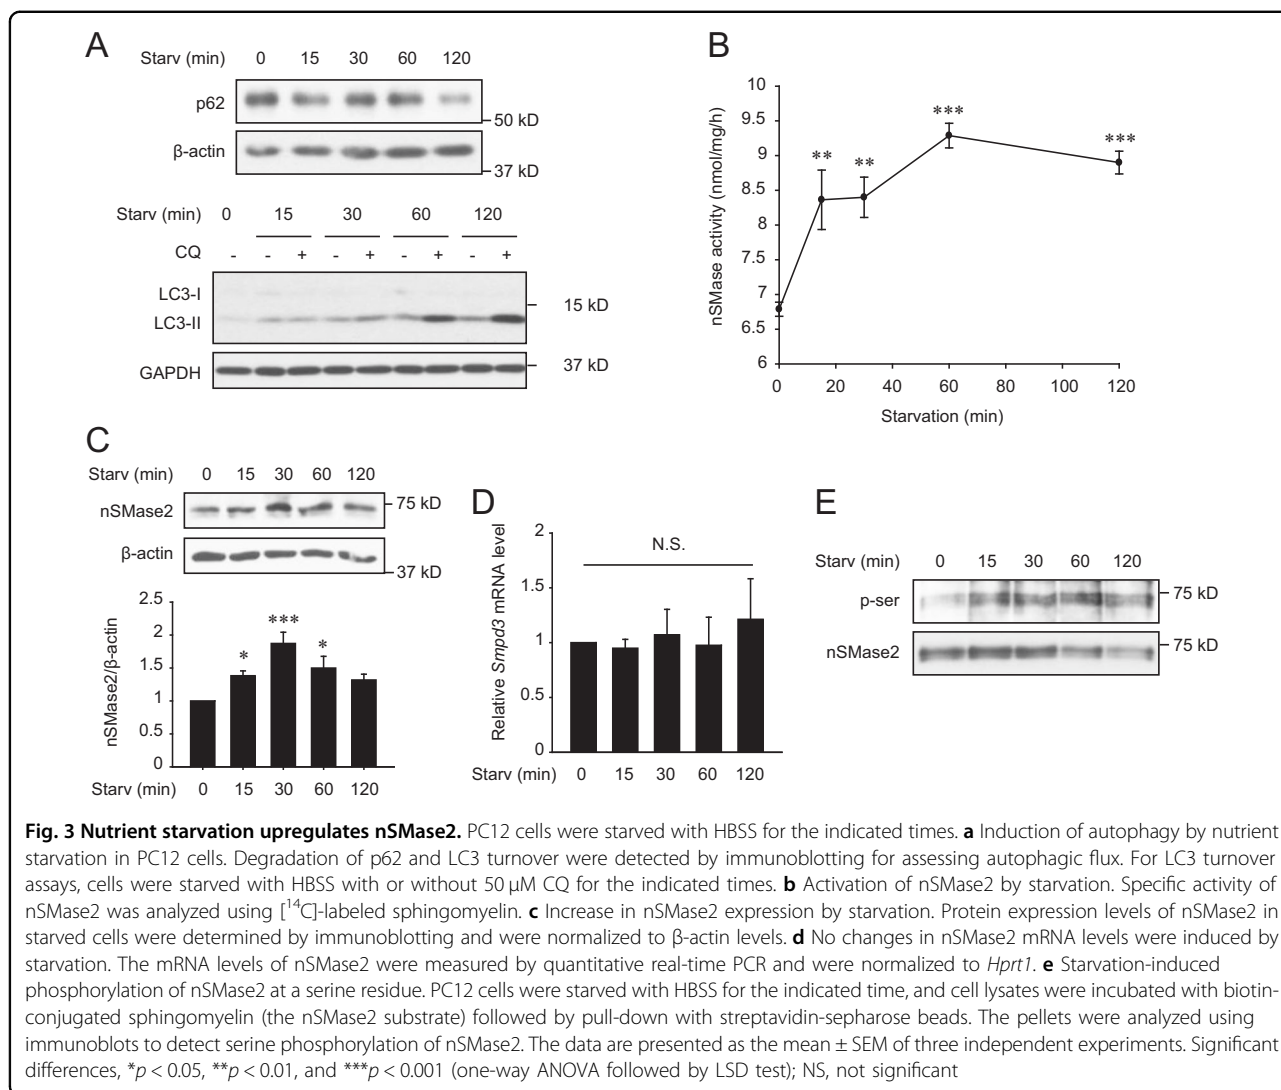 A
Starv (min) 0 15 30 60 120
p62
50 kD
β-actin
37 kD
Starv (min) 0 15 30 60 120
CQ - - + - + - + - +
LC3-I
15 kD
LC3-II
GAPDH
37 kD
B
nSMase activity (nmol/mg/h)
10
9.5
9
8.5
8
7.5
7
6.5
6
** ** *** ***
0 20 40 60 80 100 120
Starvation (min)
C
Starv (min) 0 15 30 60 120
nSMase2
75 kD
β-actin
37 kD
nSMase2/β-actin
2.5
2
1.5
1
0.5
0
* *** *
Starv (min) 0 15 30 60 120
D
Relative Smpd3 mRNA level
2
1.5
1
0.5
0
N.S.
Starv (min) 0 15 30 60 120
E
Starv (min) 0 15 30 60 120
p-ser
75 kD
nSMase2
75 kD
Fig. 3 Nutrient starvation upregulates nSMase2. PC12 cells were starved with HBSS for the indicated times. a Induction of autophagy by nutrient
starvation in PC12 cells. Degradation of p62 and LC3 turnover were detected by immunoblotting for assessing autophagic flux. For LC3 turnover
assays, cells were starved with HBSS with or without 50 μM CQ for the indicated times. b Activation of nSMase2 by starvation. Specific activity of
nSMase2 was analyzed using [¹⁴C]-labeled sphingomyelin. c Increase in nSMase2 expression by starvation. Protein expression levels of nSMase2 in
starved cells were determined by immunoblotting and were normalized to β-actin levels. d No changes in nSMase2 mRNA levels were induced by
starvation. The mRNA levels of nSMase2 were measured by quantitative real-time PCR and were normalized to Hprt1. e Starvation-induced
phosphorylation of nSMase2 at a serine residue. PC12 cells were starved with HBSS for the indicated time, and cell lysates were incubated with biotin-
conjugated sphingomyelin (the nSMase2 substrate) followed by pull-down with streptavidin-sepharose beads. The pellets were analyzed using
immunoblots to detect serine phosphorylation of nSMase2. The data are presented as the mean ± SEM of three independent experiments. Significant
differences, *p < 0.05, **p < 0.01, and ***p < 0.001 (one-way ANOVA followed by LSD test); NS, not significant